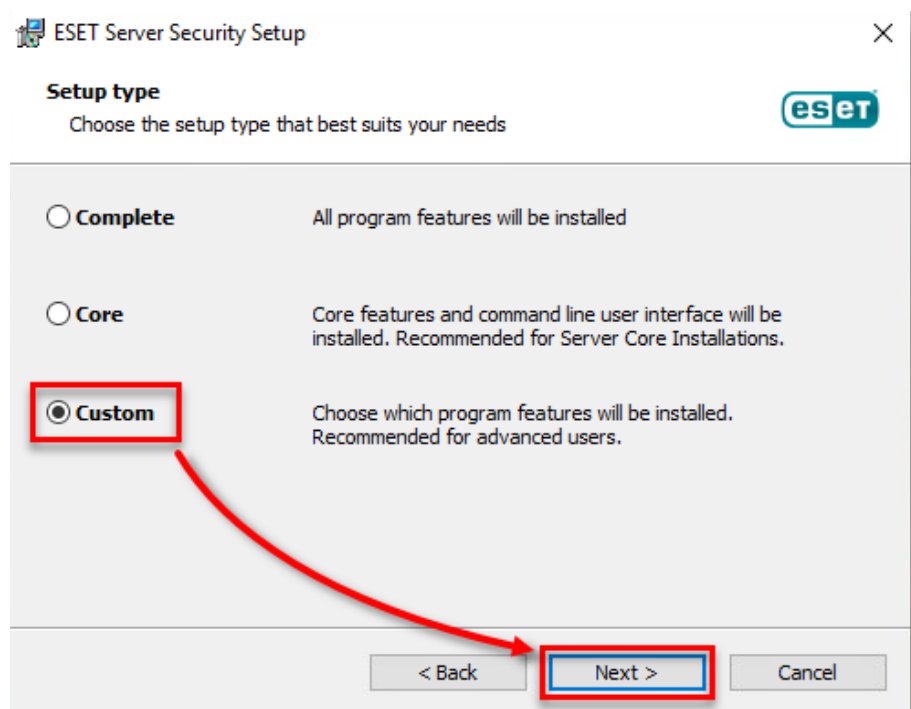 ESET Server Security Setup
Setup type
Choose the setup type that best suits your needs
eset
Complete
All program features will be installed
Core
Core features and command line user interface will be
installed. Recommended for Server Core Installations.
Custom
Choose which program features will be installed.
Recommended for advanced users.
< Back
Next >
Cancel